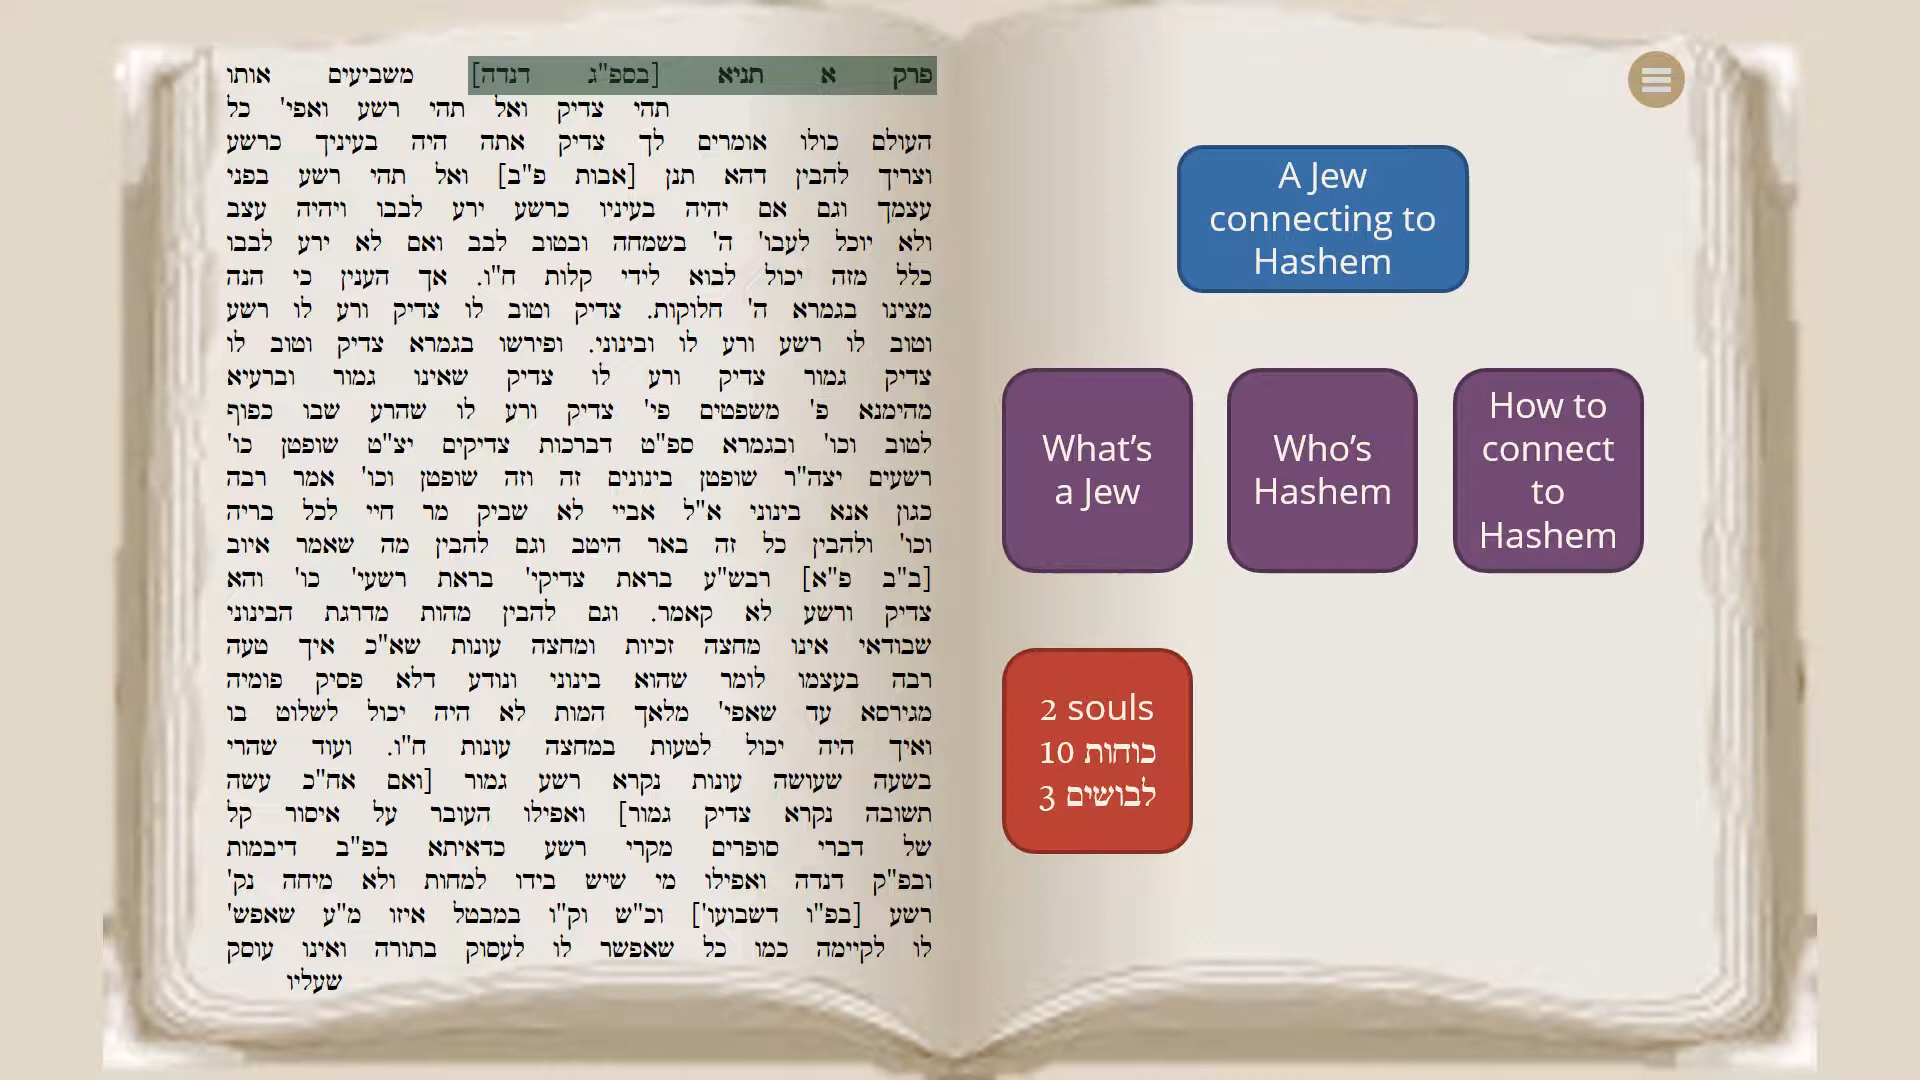 פרק א תניא [בספ"ג דנדה] משביעים אותו
תהי צדיק ואל תהי רשע ואפי' כל
העולם כולו אומרים לך צדיק אתה היה בעיניך כרשע
וצריך להבין דהא תנן [אבות פ"ב] ואל תהי רשע בפני
עצמך וגם אם יהיה בעיניו כרשע ירע לבבו ויהיה עצב
ולא יוכל לעבו' ה' בשמחה ובטוב לבב ואם לא ירע לבבו
כלל מזה יכול לבוא לידי קלות ח"ו. אך הענין כי הנה
מצינו בגמרא ה' חלוקות. צדיק וטוב לו צדיק ורע לו רשע
וטוב לו רשע ורע לו ובינוני. ופירשו בגמרא צדיק וטוב לו
צדיק גמור צדיק ורע לו צדיק שאינו גמור וברעיא
מהימנא פ' משפטים פי' צדיק ורע לו שהרע שבו כפוף
לטוב וכו' ובגמרא ספ"ט דברכות צדיקים יצ"ט שופטן כו'
רשעים יצה"ר שופטן בינונים זה וזה שופטן וכו' אמר רבה
כגון אנא בינוני א"ל אביי לא שביק מר חיי לכל בריה
וכו' ולהבין כל זה באר היטב וגם להבין מה שאמר איוב
[ב"ב פ"א] רבש"ע בראת צדיקי' בראת רשעי' כו' והא
צדיק ורשע לא קאמר. וגם להבין מהות מדרגת הבינוני
שבודאי אינו מחצה זכיות ומחצה עונות שא"כ איך טעה
רבה בעצמו לומר שהוא בינוני ונודע דלא פסיק פומיה
מגירסא עד שאפי' מלאך המות לא היה יכול לשלוט בו
ואיך היה יכול לטעות במחצה עונות ח"ו. ועוד שהרי
בשעה שעושה עונות נקרא רשע גמור [ואם אח"כ עשה
תשובה נקרא צדיק גמור] ואפילו העובר על איסור קל
של דברי סופרים מקרי רשע כדאיתא בפ"ב דיבמות
ובפ"ק דנדה ואפילו מי שיש בידו למחות ולא מיחה נק'
רשע [בפ"ו דשבועו'] וכ"ש וק"ו במבטל איזו מ"ע שאפש'
לו לקיימה כמו כל שאפשר לו לעסוק בתורה ואינו עוסק
שעליו
A Jew
connecting to
Hashem
What's
a Jew
Who's
Hashem
How to
connect
to
Hashem
2 souls
10 כוחות
3 לבושים